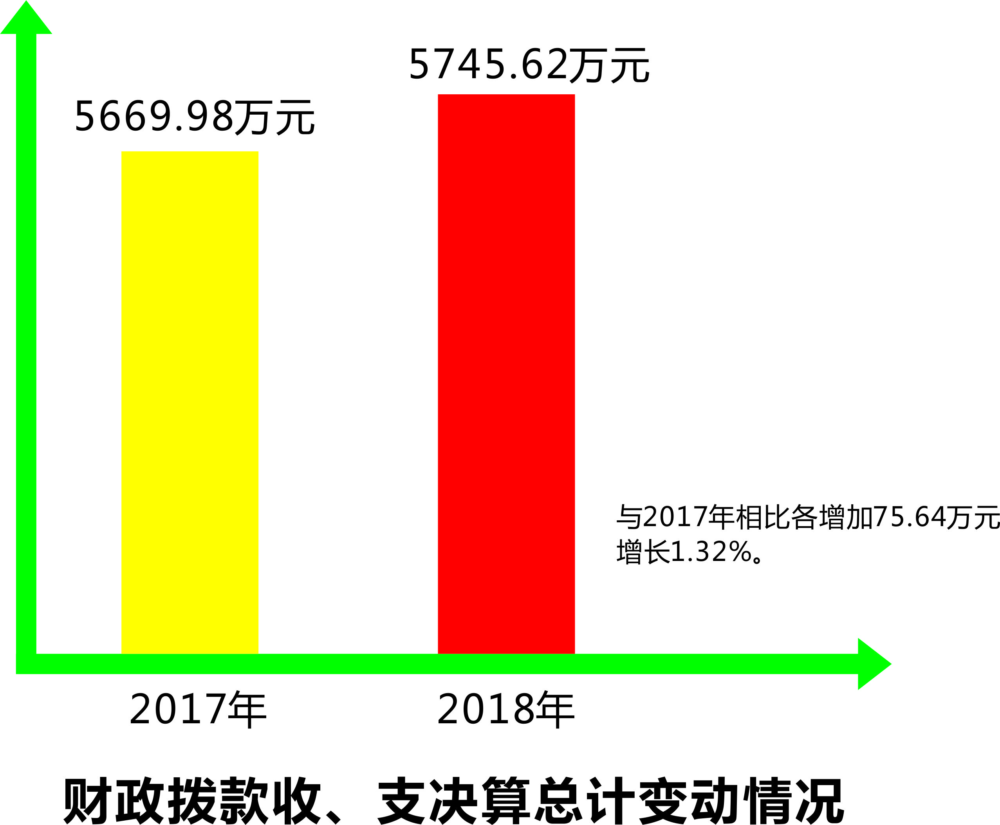 5745.62万元
5669.98万元
与2017年相比各增加75.64万元
增长1.32%。
2017年
2018年
财政拨款收、支决算总计变动情况